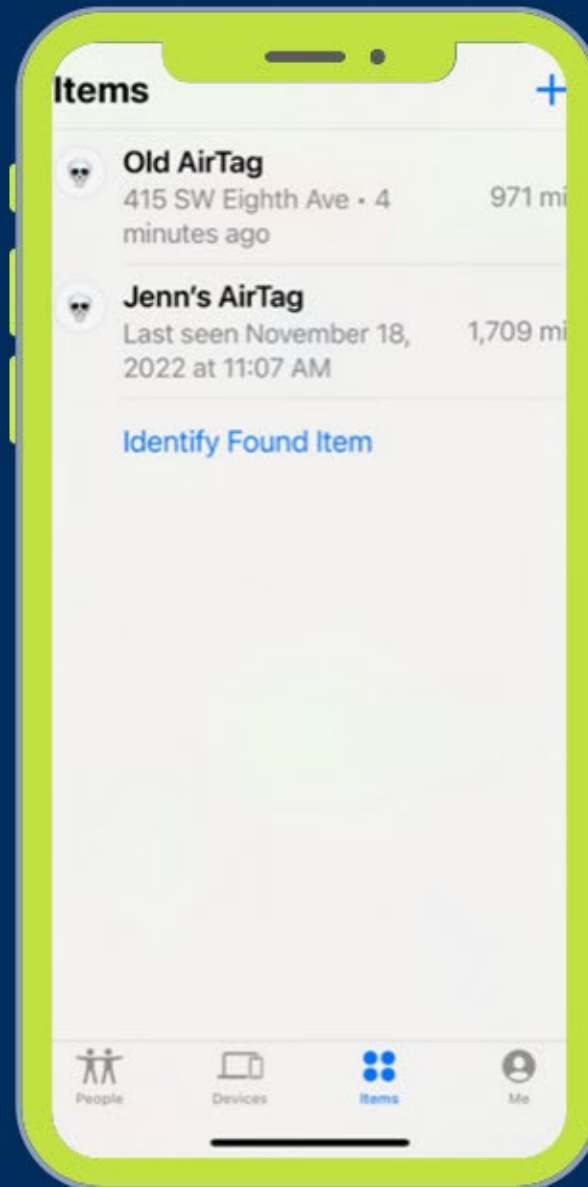 Items
+
Old AirTag
415 SW Eighth Ave • 4 971 mi
minutes ago
Jenn's AirTag
Last seen November 18, 1,709 mi
2022 at 11:07 AM
Identify Found Item
People Devices Items Me